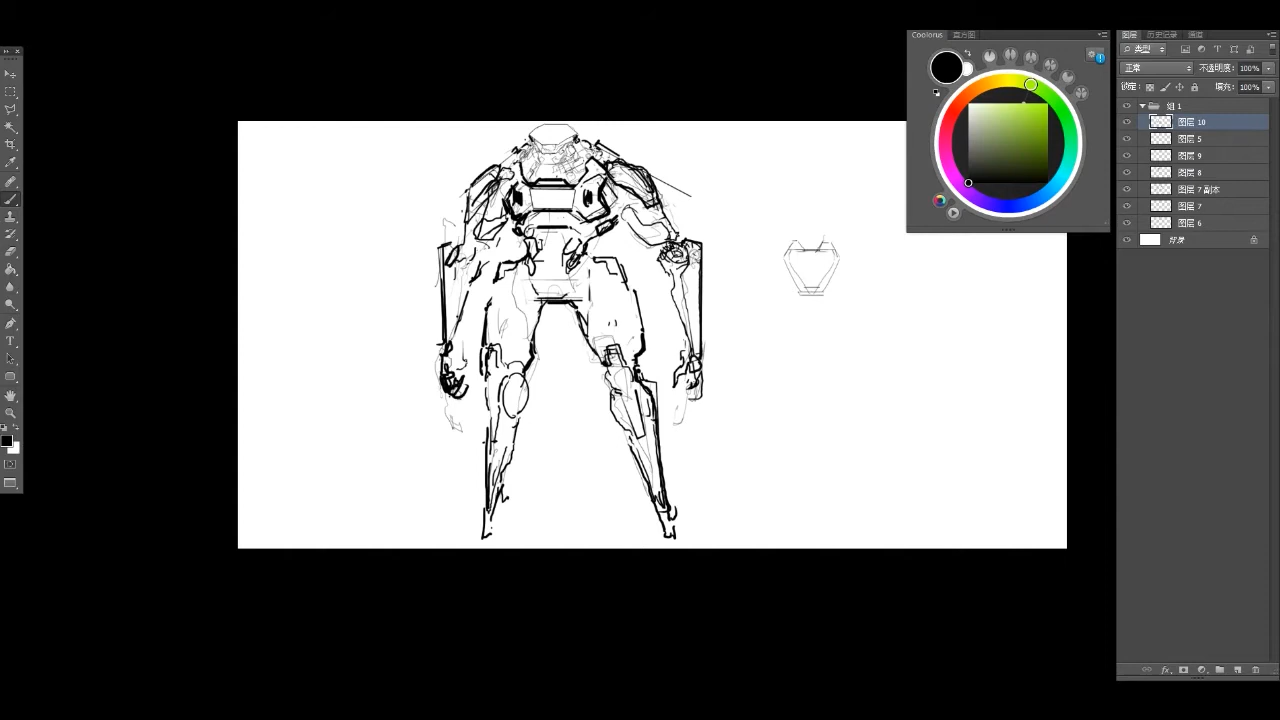 Coolorus 直方图
图层 历史记录 通道
类型
正常 不透明度: 100%
锁定: 填充: 100%
组 1
图层 10
图层 5
图层 9
图层 8
图层 7 副本
图层 7
图层 6
背景
fx
T